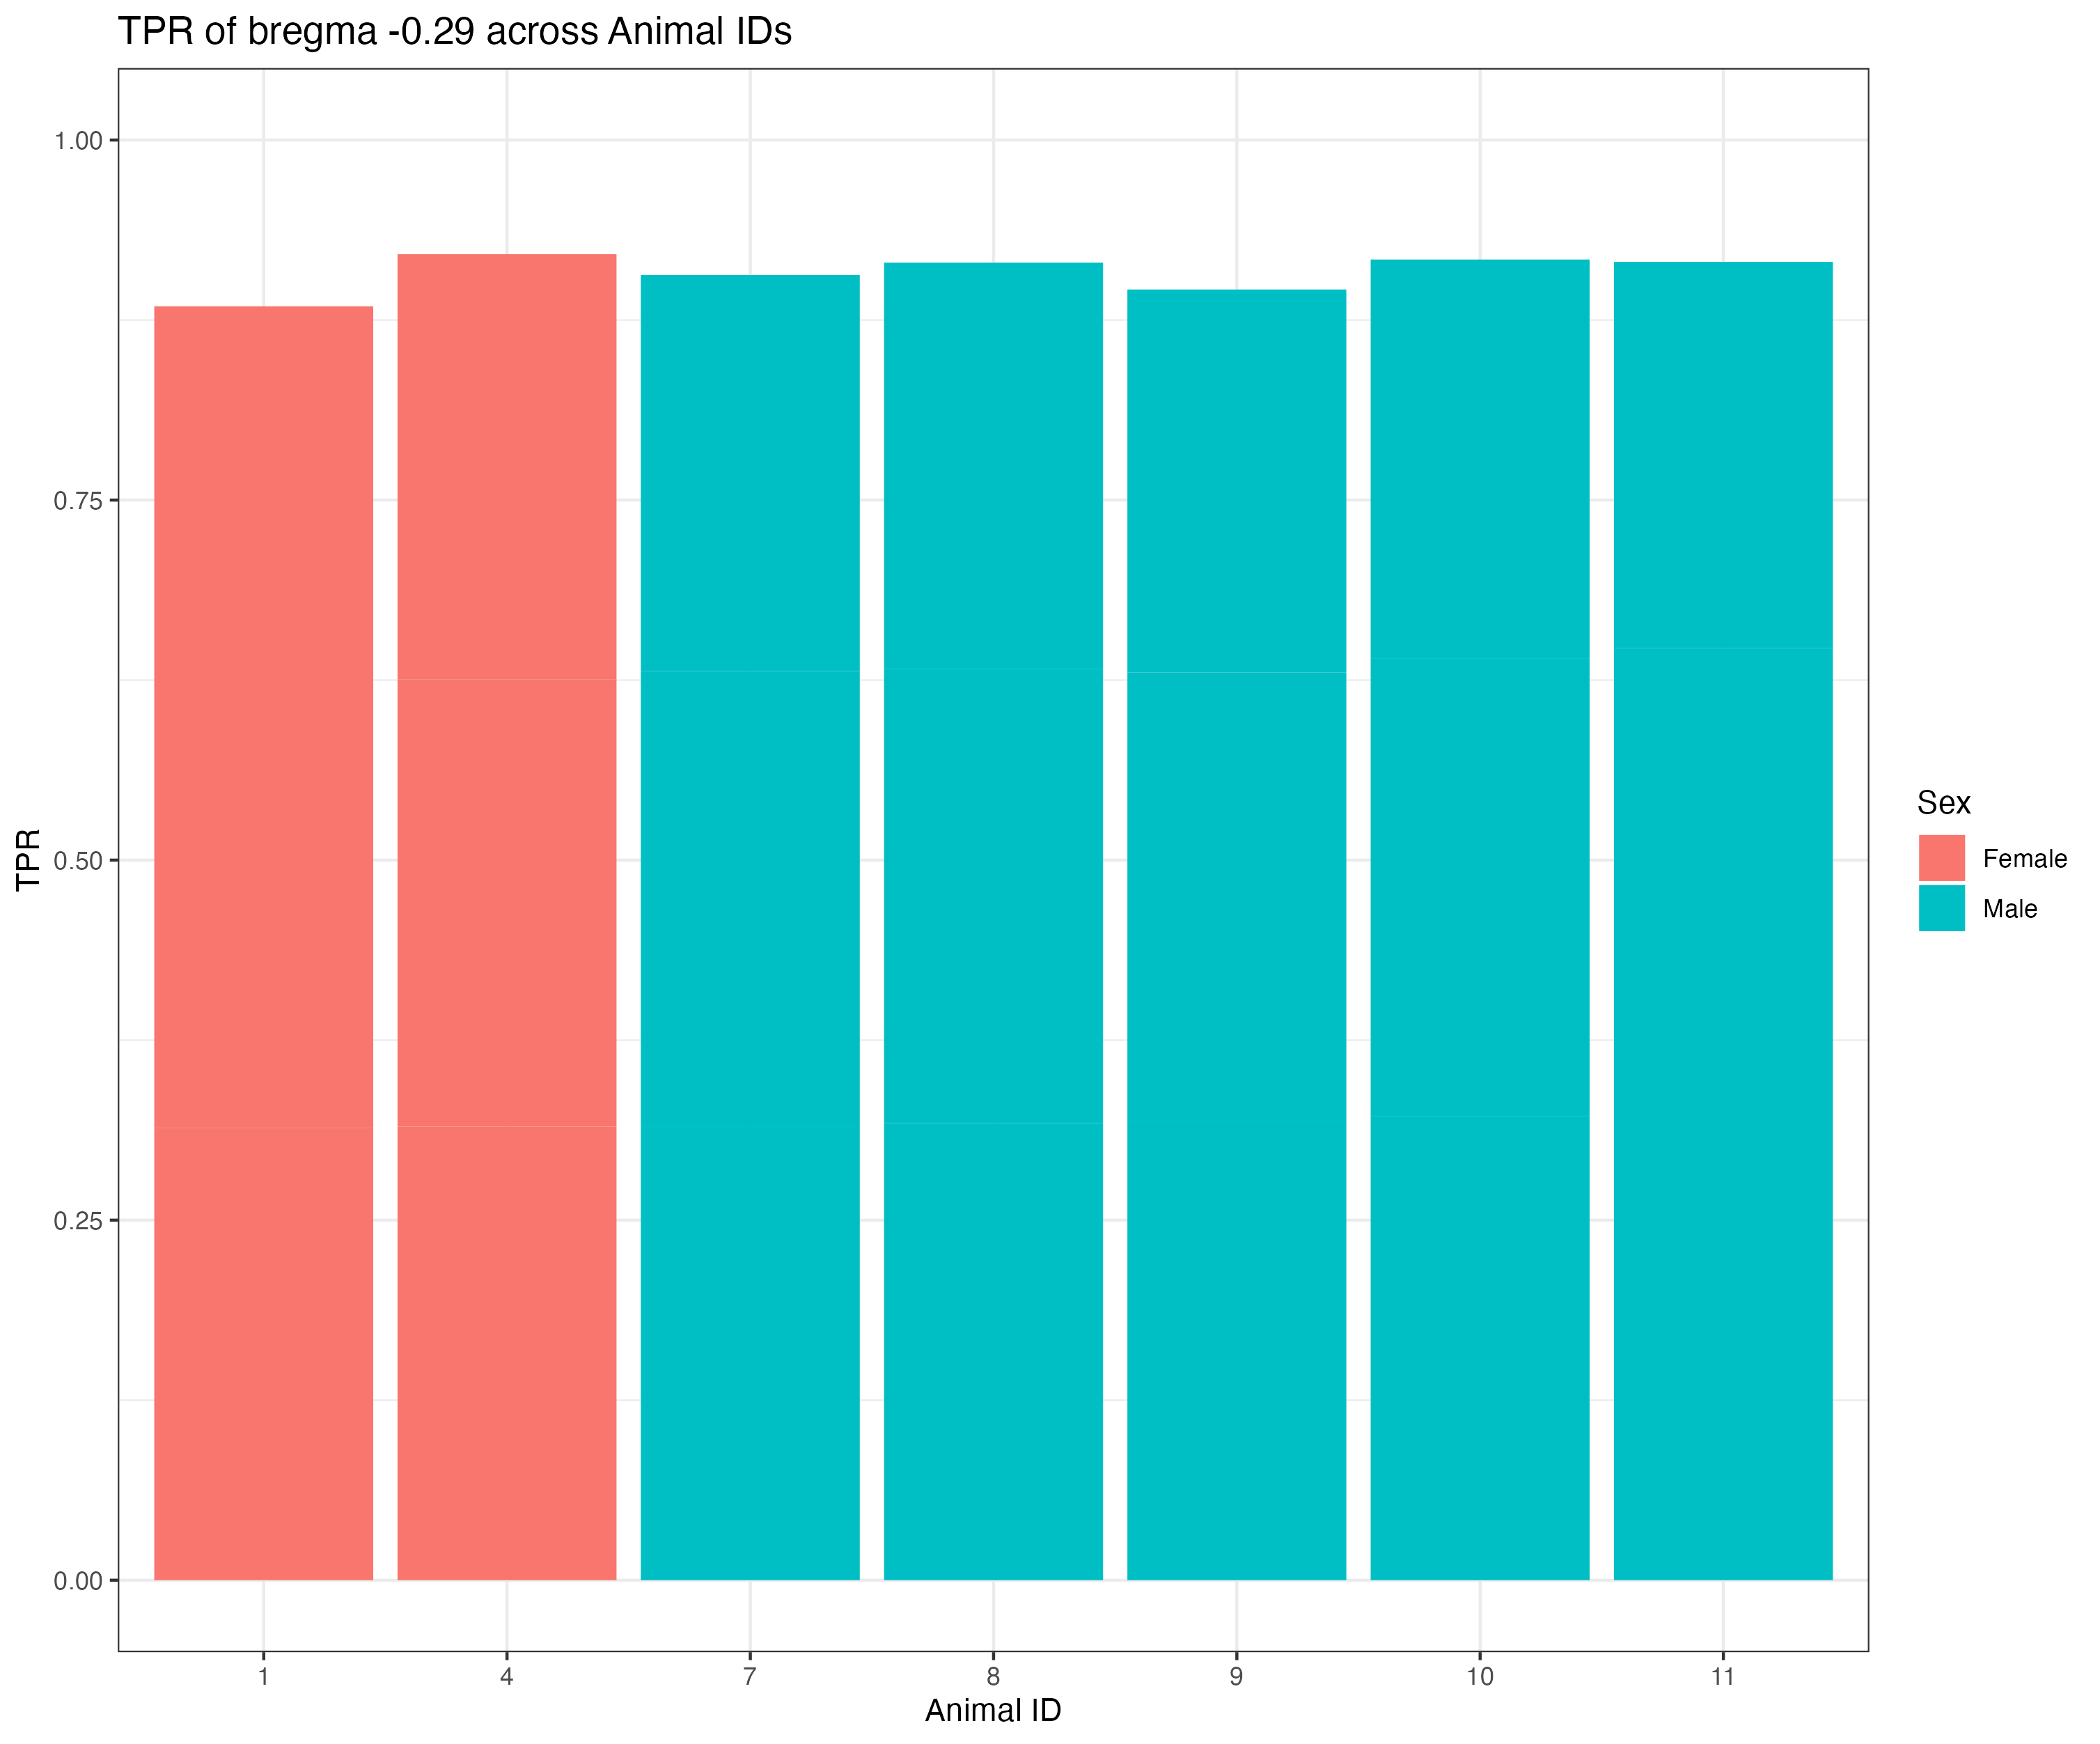 TPR of bregma -0.29 across Animal IDs
1.00
0.75
0.50
0.25
0.00
TPR
1 4 7 8 9 10 11
Animal ID
Sex
Female
Male